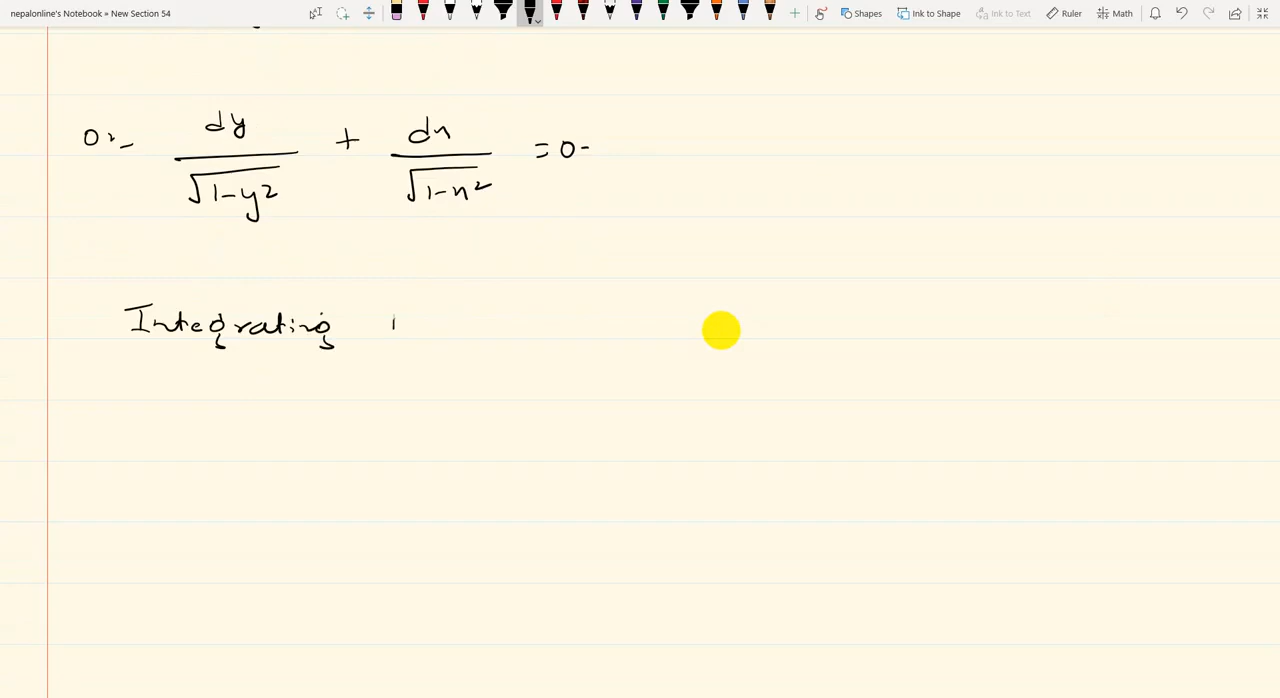 nepalonline's Notebook » New Section 54
Shapes Ink to Shape Ink to Text Ruler Math
Or dy/√1-y² + dx/√1-x² = 0
Integrating